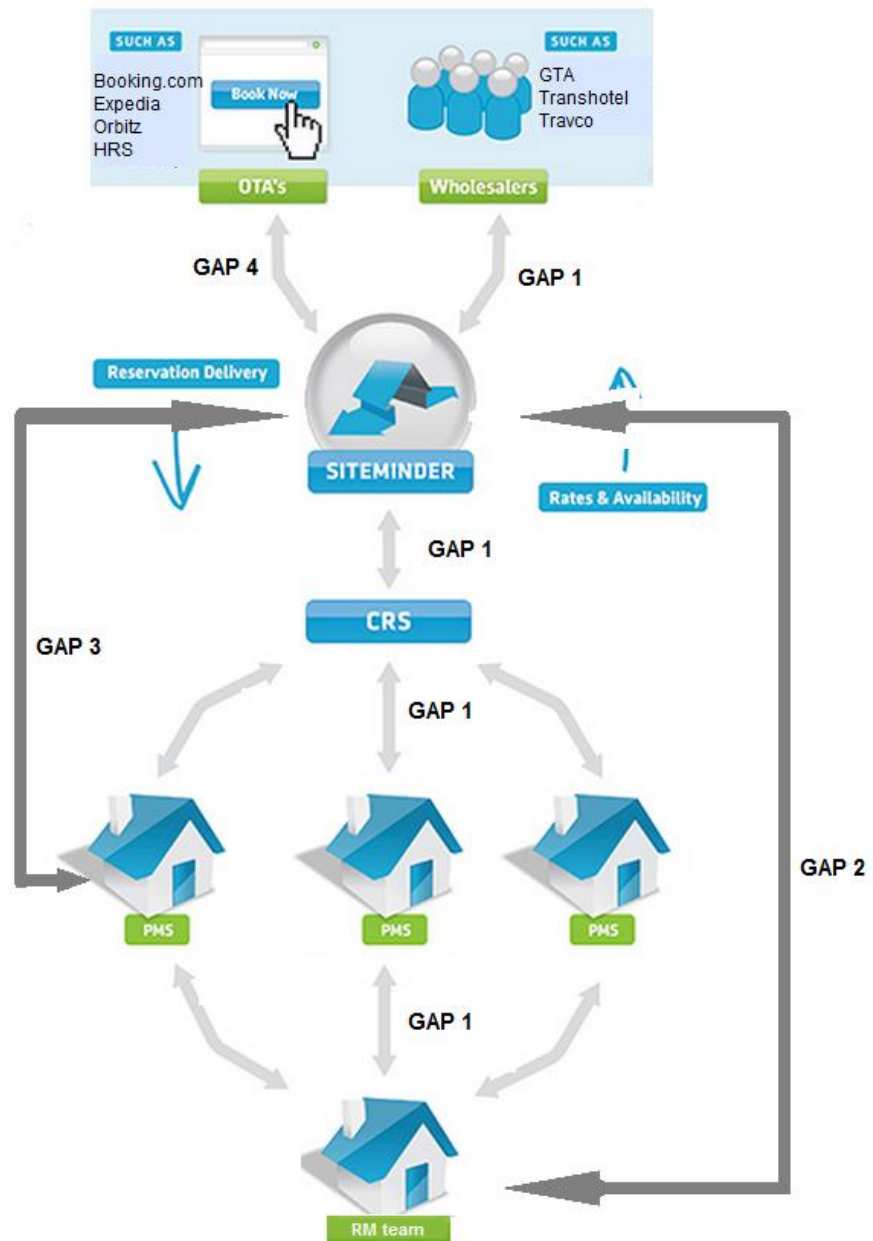 SUCH AS
Booking.com
Expedia
Orbitz
HRS
Book Now
OTA's
SUCH AS
GTA
Transhotel
Travco
Wholesalers
GAP 4
GAP 1
Reservation Delivery
SITEMINDER
Rates & Availability
GAP 1
CRS
GAP 3
GAP 1
GAP 2
PMS
PMS
PMS
GAP 1
RM team